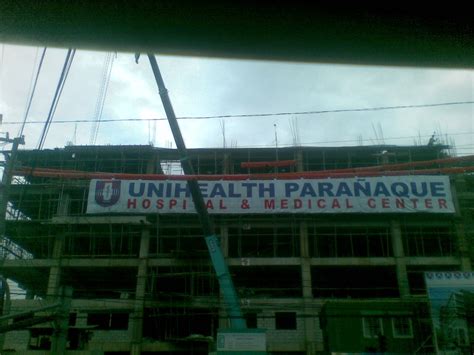 UNIHEALTH PARAÑAQUE
HOSPITAL & MEDICAL CENTER